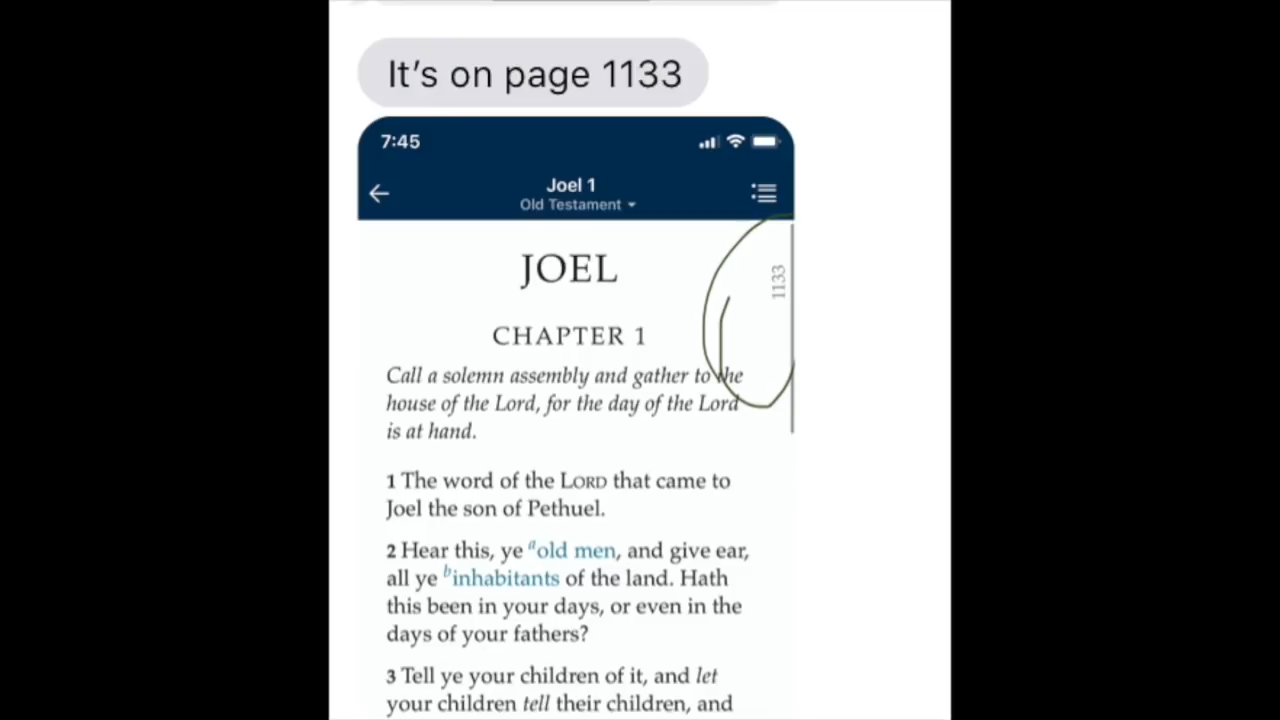 It's on page 1133
7:45
Joel 1
Old Testament
JOEL
1133
CHAPTER 1
Call a solemn assembly and gather to the
house of the Lord, for the day of the Lord
is at hand.
1 The word of the LORD that came to
Joel the son of Pethuel.
2 Hear this, ye a old men, and give ear,
all ye b inhabitants of the land. Hath
this been in your days, or even in the
days of your fathers?
3 Tell ye your children of it, and let
your children tell their children, and